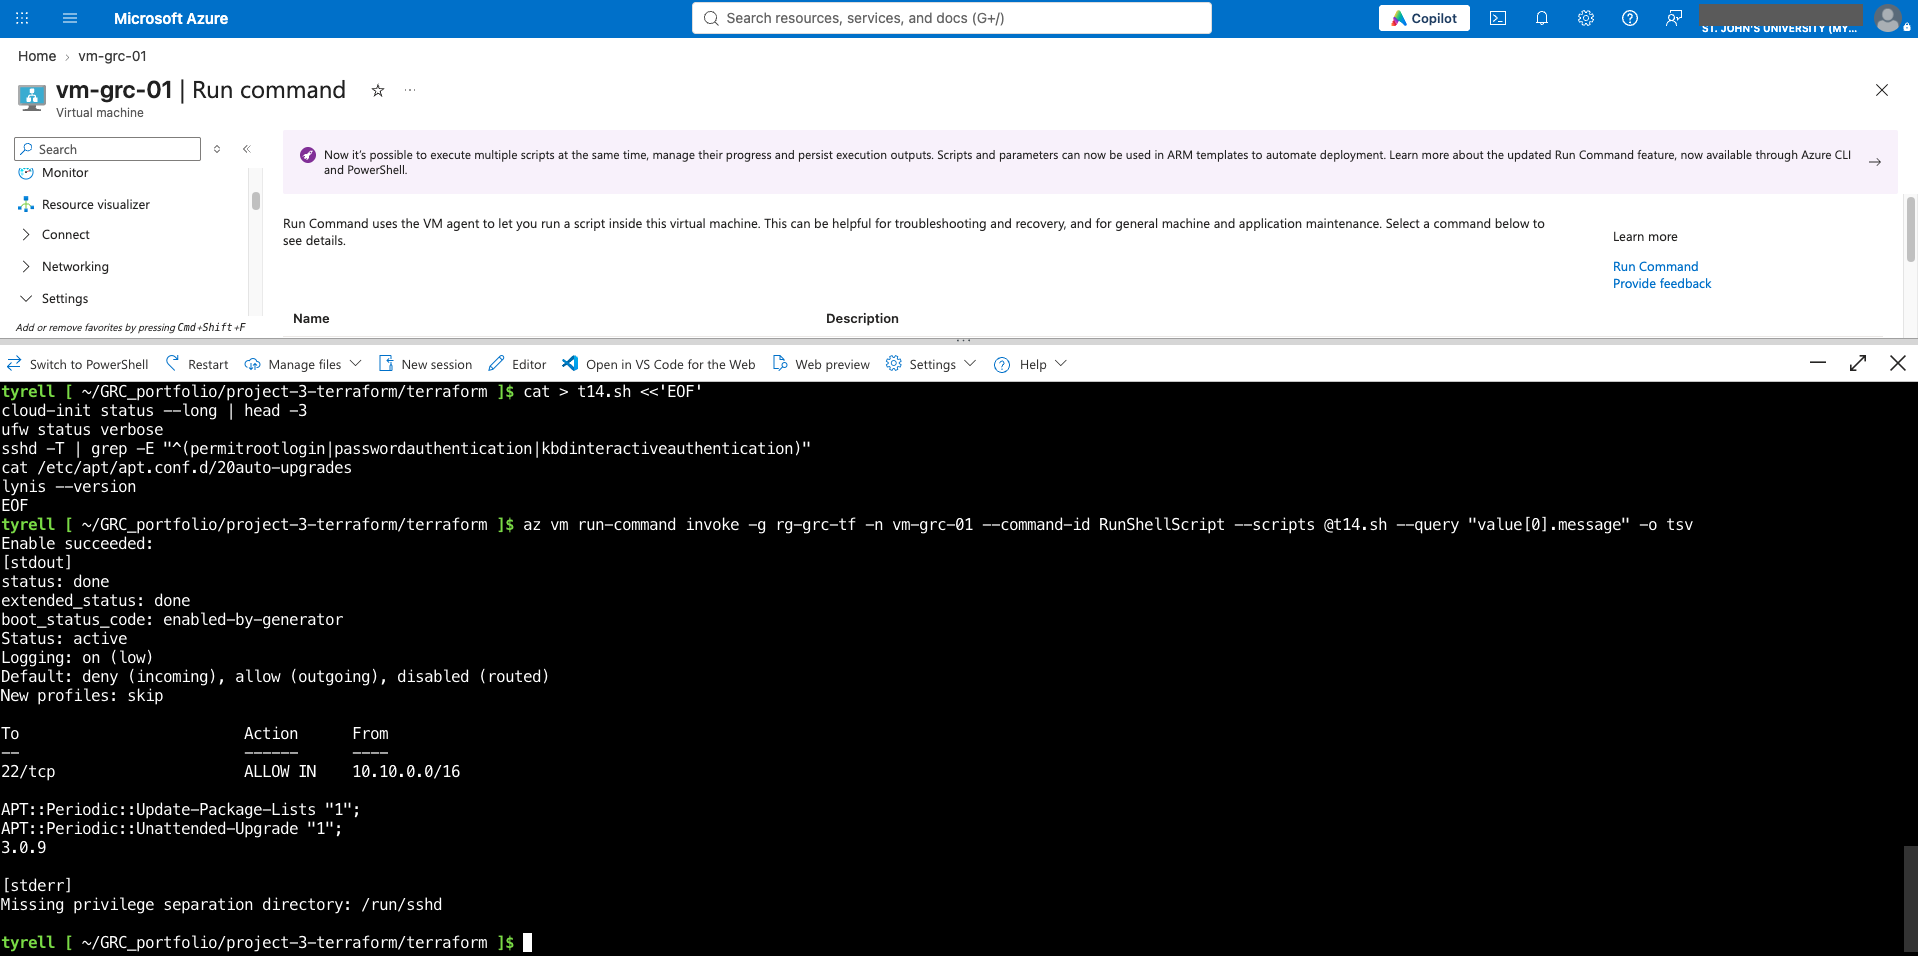 Microsoft Azure
Search resources, services, and docs (G+/)
Copilot
ST. JOHN'S UNIVERSITY (MY...
Home > vm-grc-01
vm-grc-01 | Run command
Virtual machine
Search
Monitor
Resource visualizer
Connect
Networking
Settings
Add or remove favorites by pressing Cmd+Shift+F
Now it's possible to execute multiple scripts at the same time, manage their progress and persist execution outputs. Scripts and parameters can now be used in ARM templates to automate deployment. Learn more about the updated Run Command feature, now available through Azure CLI
and PowerShell.
Run Command uses the VM agent to let you run a script inside this virtual machine. This can be helpful for troubleshooting and recovery, and for general machine and application maintenance. Select a command below to
see details.
Learn more
Run Command
Provide feedback
Name Description
Switch to PowerShell Restart Manage files New session Editor Open in VS Code for the Web Web preview Settings Help
tyrell [ ~/GRC_portfolio/project-3-terraform/terraform ]$ cat > t14.sh <<'EOF'
cloud-init status --long | head -3
ufw status verbose
sshd -T | grep -E "^(permitrootlogin|passwordauthentication|kbdinteractiveauthentication)"
cat /etc/apt/apt.conf.d/20auto-upgrades
lynis --version
EOF
tyrell [ ~/GRC_portfolio/project-3-terraform/terraform ]$ az vm run-command invoke -g rg-grc-tf -n vm-grc-01 --command-id RunShellScript --scripts @t14.sh --query "value[0].message" -o tsv
Enable succeeded:
[stdout]
status: done
extended_status: done
boot_status_code: enabled-by-generator
Status: active
Logging: on (low)
Default: deny (incoming), allow (outgoing), disabled (routed)
New profiles: skip
To Action From
-- ------ ----
22/tcp ALLOW IN 10.10.0.0/16
APT::Periodic::Update-Package-Lists "1";
APT::Periodic::Unattended-Upgrade "1";
3.0.9
[stderr]
Missing privilege separation directory: /run/sshd
tyrell [ ~/GRC_portfolio/project-3-terraform/terraform ]$